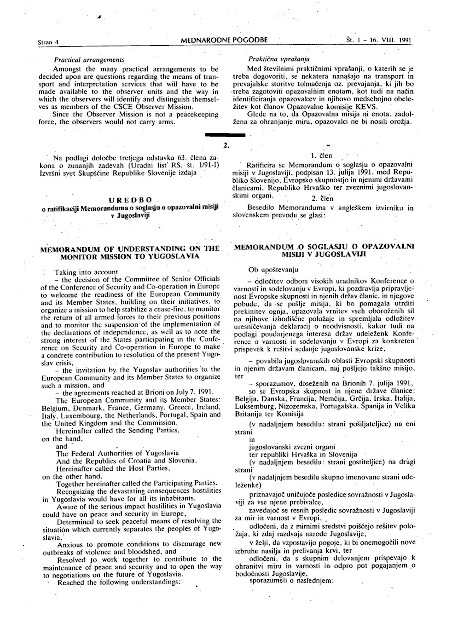 Stran 4
MEDNARODNE POGODBE
Št. 1 – 16. VIII. 1991
Practical arrangements
Amongst the many practical arrangements to be
decided upon are questions regarding the means of tran-
sport and interpretation services that will have to be
made available to the observer units and the way in
which the observers will identify and distinguish themsel-
ves as members of the CSCE Observer Mission.
Since the Observer Mission is not a peacekeeping
force, the observers would not carry arms.
Praktična vprašanja
Med številnimi praktičnimi vprašanji, o katerih se je
treba dogovoriti, se nekatera nanašajo na transport in
prevajalske storitve tolmačenja oz. prevajanja, ki jih bo
treba zagotoviti opazovalnim enotam, kot tudi na način
identificiranja opazovalcev in njihovo medsebojno obele-
žitev kot članov Opazovalne komisije KEVS.
Glede na to, da Opazovalna misija ni enota, zadol-
žena za ohranjanje miru, opazovalci ne bi nosili orožja.
2.
Na podlagi določbe tretjega odstavka 63. člena za-
kona o zunanjih zadevah (Uradni list RS, št. 1/91-I)
Izvršni svet Skupščine Republike Slovenije izdaja
UREDBO
o ratifikaciji Memoranduma o soglasju o opazovalni misiji
v Jugoslaviji
1. člen
Ratificira se Memorandum o soglasju o opazovalni
misiji v Jugoslaviji, podpisan 13. julija 1991, med Repu-
bliko Slovenijo, Evropsko skupnostjo in njenimi državami
članicami, Republiko Hrvaško ter zveznimi jugoslovan-
skimi organi.
2. člen
Besedilo Memoranduma v angleškem izvirniku in
slovenskem prevodu se glasi:
MEMORANDUM OF UNDERSTANDING ON THE
MONITOR MISSION TO YUGOSLAVIA
Taking into account
– the decision of the Committee of Senior Officials
of the Conference of Security and Co-operation in Europe
to welcome the readiness of the European Community
and its Member States, building on their initiatives, to
organize a mission to help stabilize a cease-fire, to monitor
the return of all armed forces to their previous positions
and to monitor the suspension of the implementation of
the declarations of independence, as well as to note the
strong interest of the States participating in the Confe-
rence on Security and Co-operation in Europe to make
a concrete contribution to resolution of the present Yugo-
slav crisis,
– the invitation by the Yugoslav authorities to the
European Community and its Member States to organize
such a mission, and
– the agreements reached at Brioni on July 7, 1991.
The European Community and its Member States:
Belgium, Denmark, France, Germany, Greece, Ireland,
Italy, Luxembourg, the Netherlands, Portugal, Spain and
the United Kingdom and the Commission.
Hereinafter called the Sending Parties,
on the hand,
and
The Federal Authorities of Yugoslavia
And the Republics of Croatia and Slovenia,
Hereinafter called the Host Parties,
on the other hand,
Together hereinafter called the Participating Parties.
Recognizing the devastating consequences hostilities
in Yugoslavia would have for all its inhabitants.
Aware of the serious impact hostilities in Yugoslavia
could have on peace and security in Europe,
Determined to seek peaceful means of resolving the
situation which currently separates the peoples of Yugo-
slavia,
Anxious to promote conditions to discourage new
outbreaks of violence and bloodshed, and
Resolved to work together to contribute to the
maintenance of peace and security and to open the way
to negotiations on the future of Yugoslavia.
Reached the following understandings:
MEMORANDUM O SOGLASJU O OPAZOVALNI
MISIJI V JUGOSLAVIJI
Ob upoštevanju
– odločitev odbora visokih uradnikov Konference o
varnosti in sodelovanju v Evropi, ki pozdravlja pripravlje-
nost Evropske skupnosti in njenih držav članic, in njegove
pobude, da se pošlje misija, ki bo pomagala utrditi
prekinitev ognja, opazovala vrnitev vseh oboroženih sil
na njihove izhodiščne položaje in spremljala odložitev
uresničevanja deklaracij o neodvisnosti, kakor tudi na
podlagi poudarjenega interesa držav udeleženk Konfe-
rence o varnosti in sodelovanju v Evropi za konkreten
prispevek k rešitvi sedanje jugoslovanske krize,
– povabila jugoslovanskih oblasti Evropski skupnosti
in njenim državam članicam, naj pošljejo takšno misijo,
ter
– sporazumov, doseženih na Brionih 7. julija 1991,
so se Evropska skupnost in njene države članice:
Belgija, Danska, Francija, Nemčija, Grčija, Irska, Italija,
Luksemburg, Nizozemska, Portugalska, Španija in Velika
Britanija ter Komisija
(v nadaljnjem besedilu: strani pošiljateljice) na eni
strani
in
jugoslovanski zvezni organi
ter republiki Hrvaška in Slovenija
(v nadaljnjem besedilu: strani gostiteljice) na drugi
strani
(v nadaljnjem besedilu skupno imenovane strani ude-
leženke)
priznavajoč uničujoče posledice sovražnosti v Jugosla-
viji za vse njene prebivalce,
zavedajoč se resnih posledic sovražnosti v Jugoslaviji
za mir in varnost v Evropi,
odločeni, da z mirnimi sredstvi poiščejo rešitev polo-
žaja, ki zdaj razdvaja narode Jugoslavije,
v želji, da vzpostavijo pogoje, ki bi onemogočili nove
izbruhe nasilja in prelivanja krvi, ter
odločeni, da s skupnim delovanjem prispevajo k
ohranitvi miru in varnosti in odpro pot pogajanjem o
bodočnosti Jugoslavije,
sporazumeli o naslednjem: